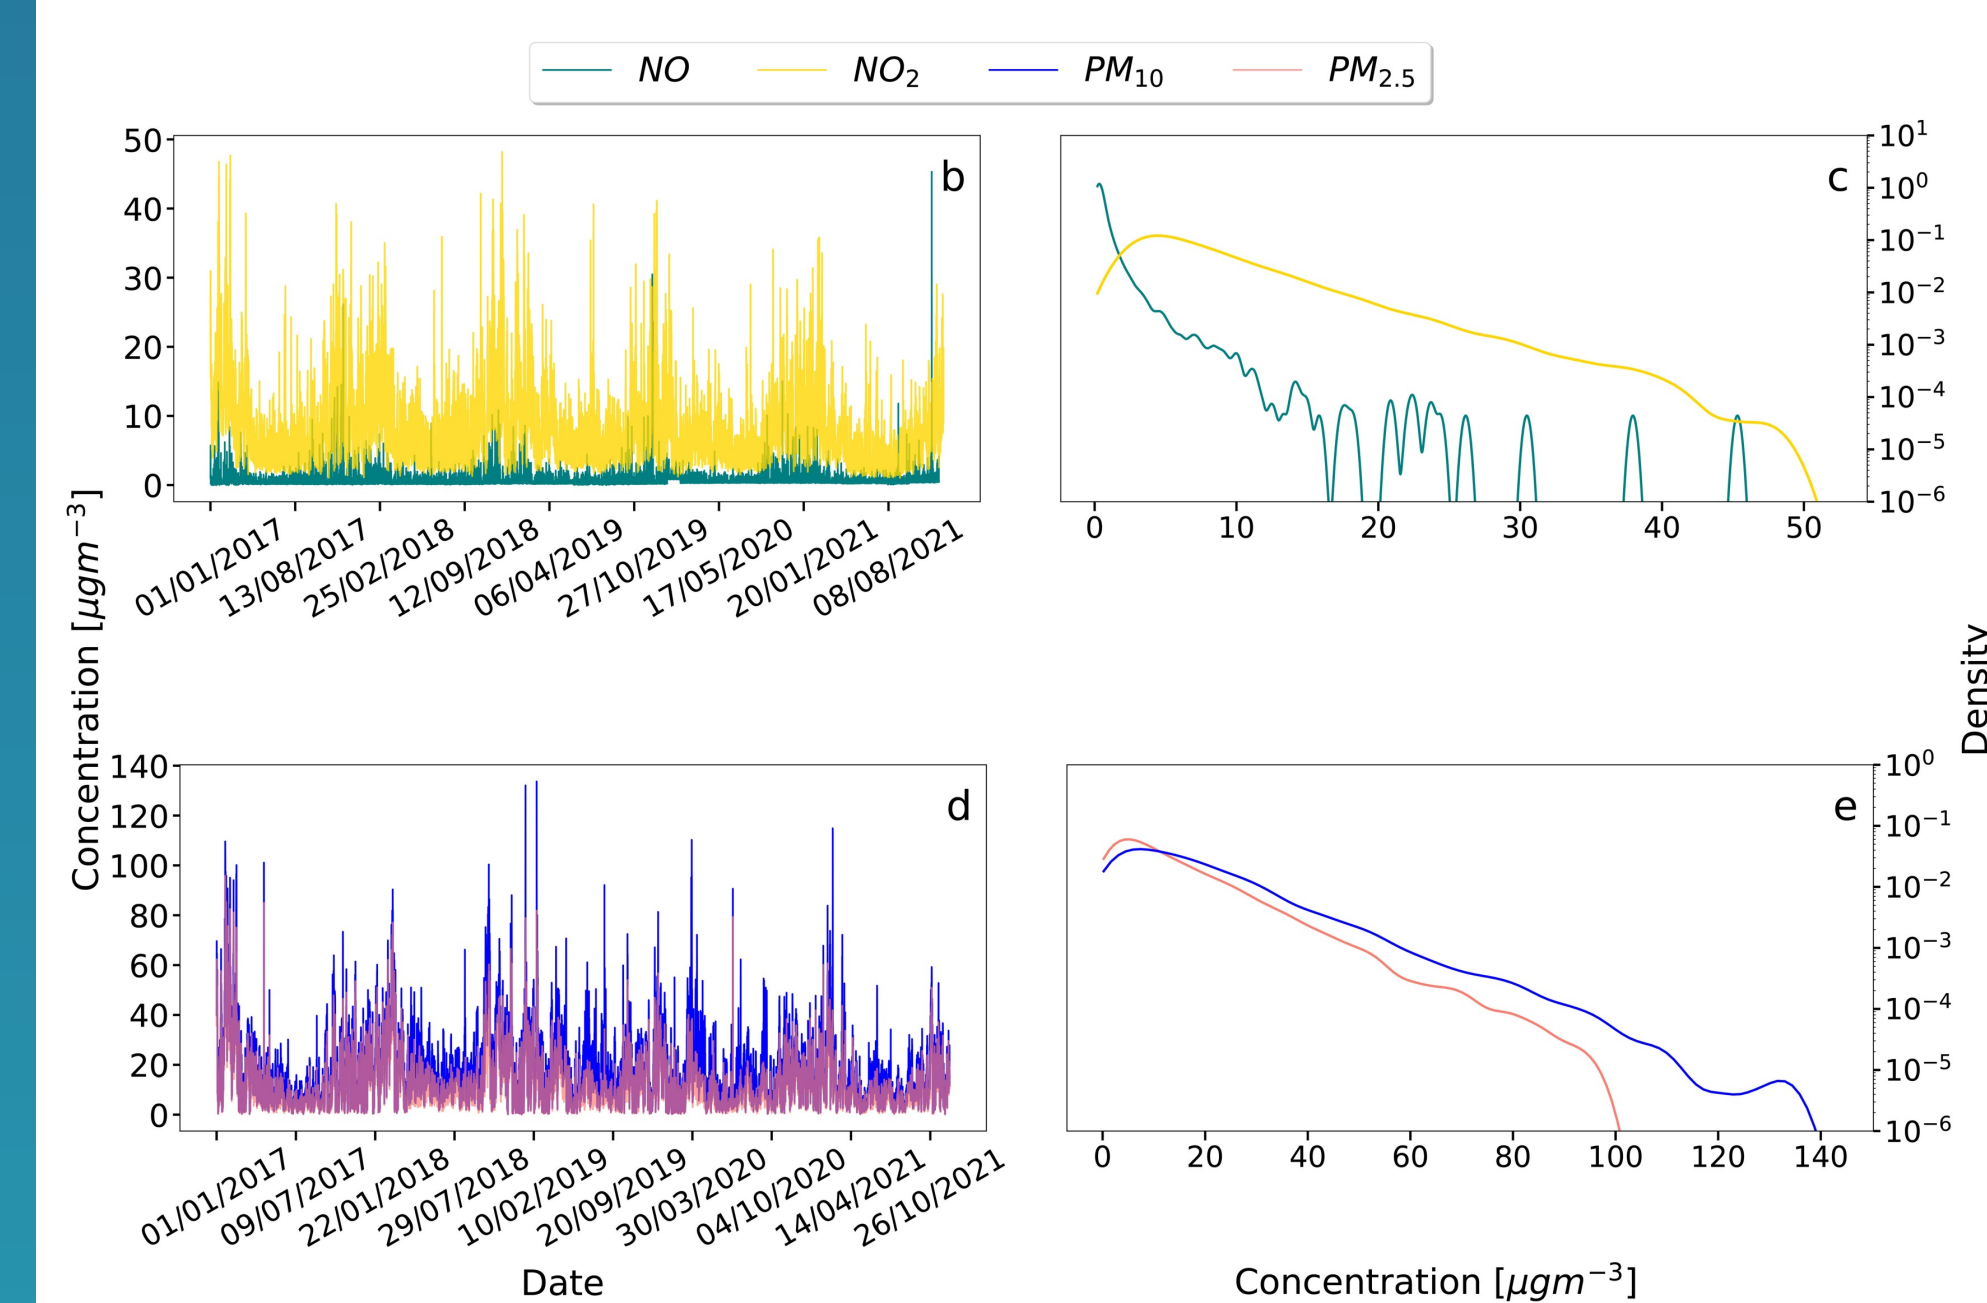 NO NO₂ PM₁₀ PM₂.₅
b
50
40
30
20
10
0
01/01/2017 13/08/2017 25/02/2018 12/09/2018 06/04/2019 27/10/2019 17/05/2020 20/01/2021 08/08/2021
c
10¹
10⁰
10⁻¹
10⁻²
10⁻³
10⁻⁴
10⁻⁵
10⁻⁶
0 10 20 30 40 50
Concentration [μgm⁻³]
Density
d
140
120
100
80
60
40
20
0
01/01/2017 09/07/2017 22/01/2018 29/07/2018 10/02/2019 20/09/2019 30/03/2020 04/10/2020 14/04/2021 26/10/2021
Date
e
10⁰
10⁻¹
10⁻²
10⁻³
10⁻⁴
10⁻⁵
10⁻⁶
0 20 40 60 80 100 120 140
Concentration [μgm⁻³]